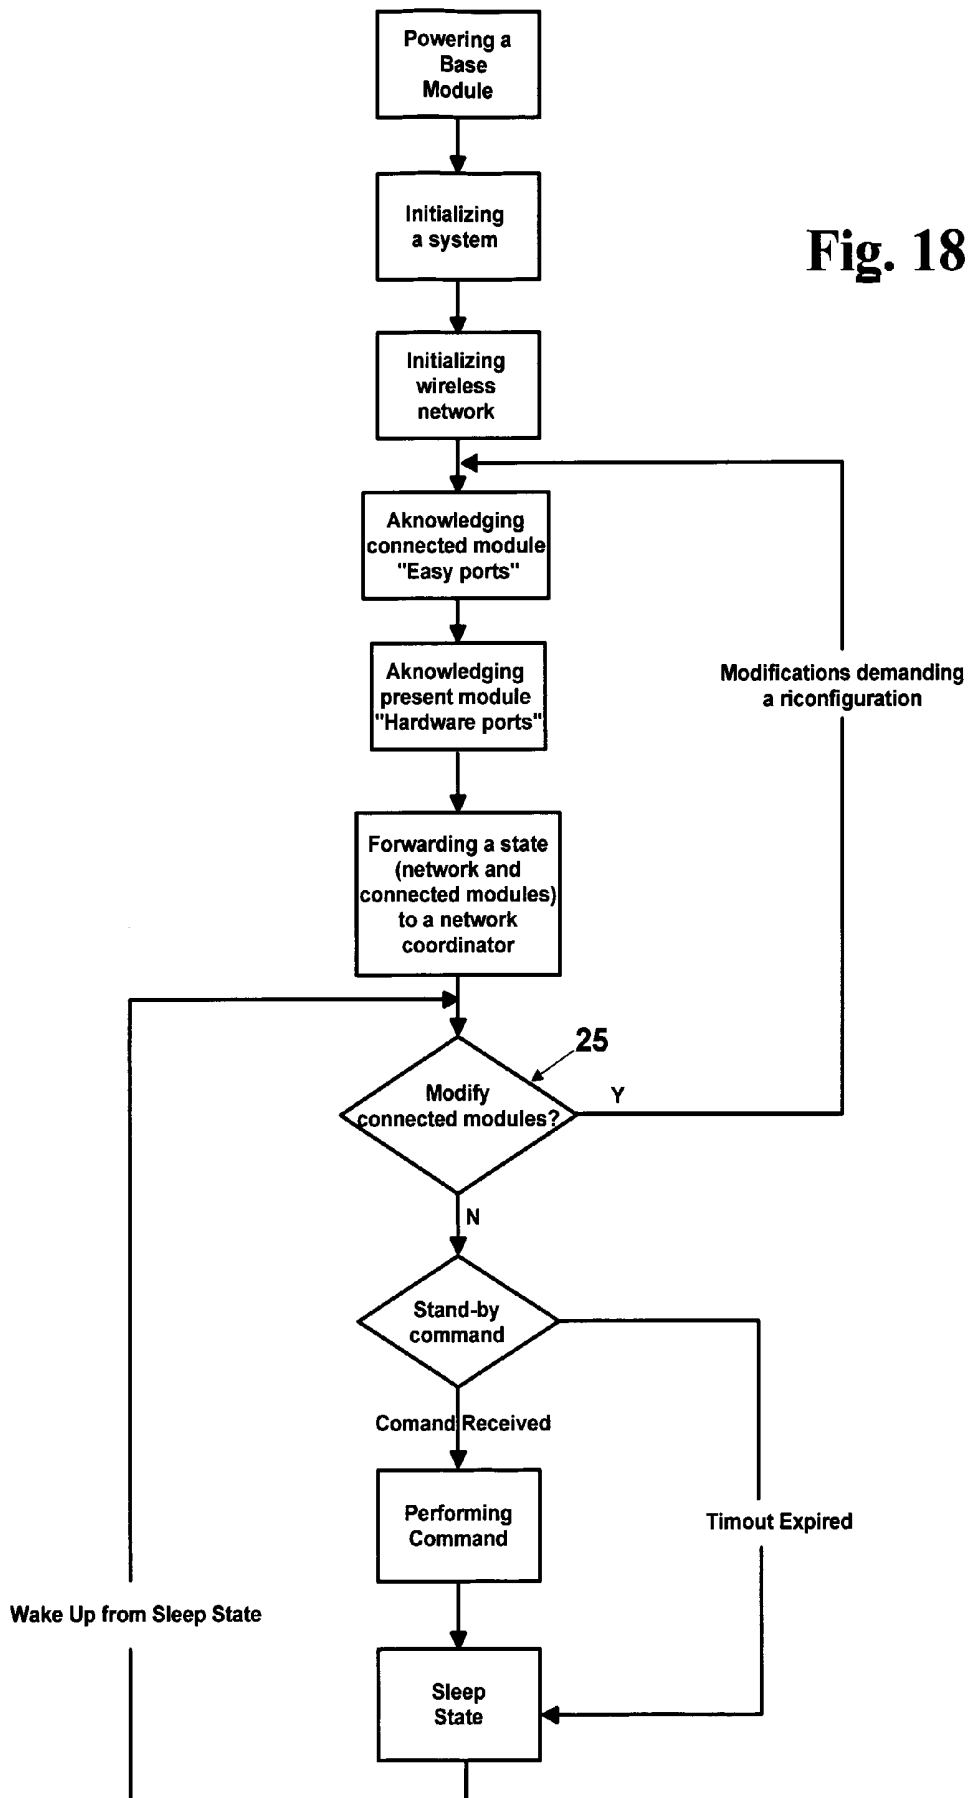 Powering a
Base
Module
Initializing
a system
Fig. 18
Initializing
wireless
network
Aknowledging
connected module
"Easy ports"
Aknowledging
present module
"Hardware ports"
Modifications demanding
a riconfiguration
Forwarding a state
(network and
connected modules)
to a network
coordinator
25
Modify
connected modules?
Y
N
Stand-by
command
Comand Received
Performing
Command
Timout Expired
Wake Up from Sleep State
Sleep
State